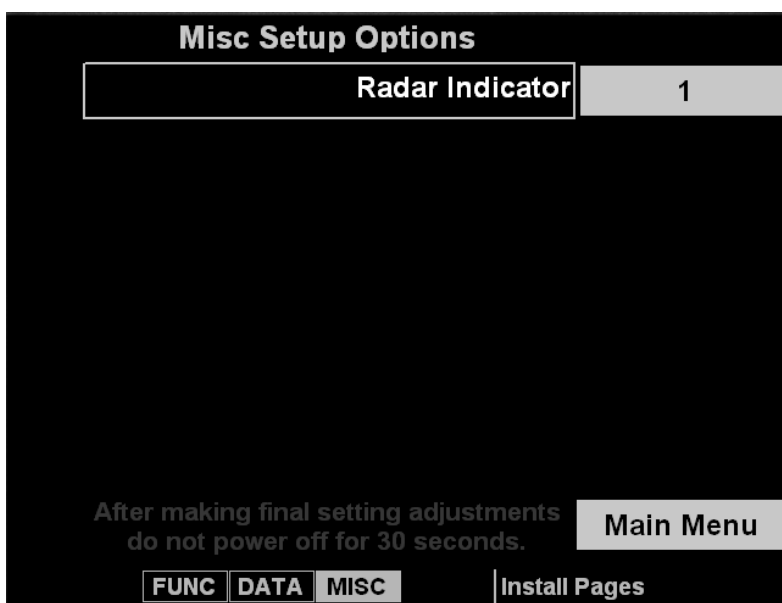 Misc Setup Options
Radar Indicator 1
After making final setting adjustments
do not power off for 30 seconds.
Main Menu
FUNC DATA MISC Install Pages